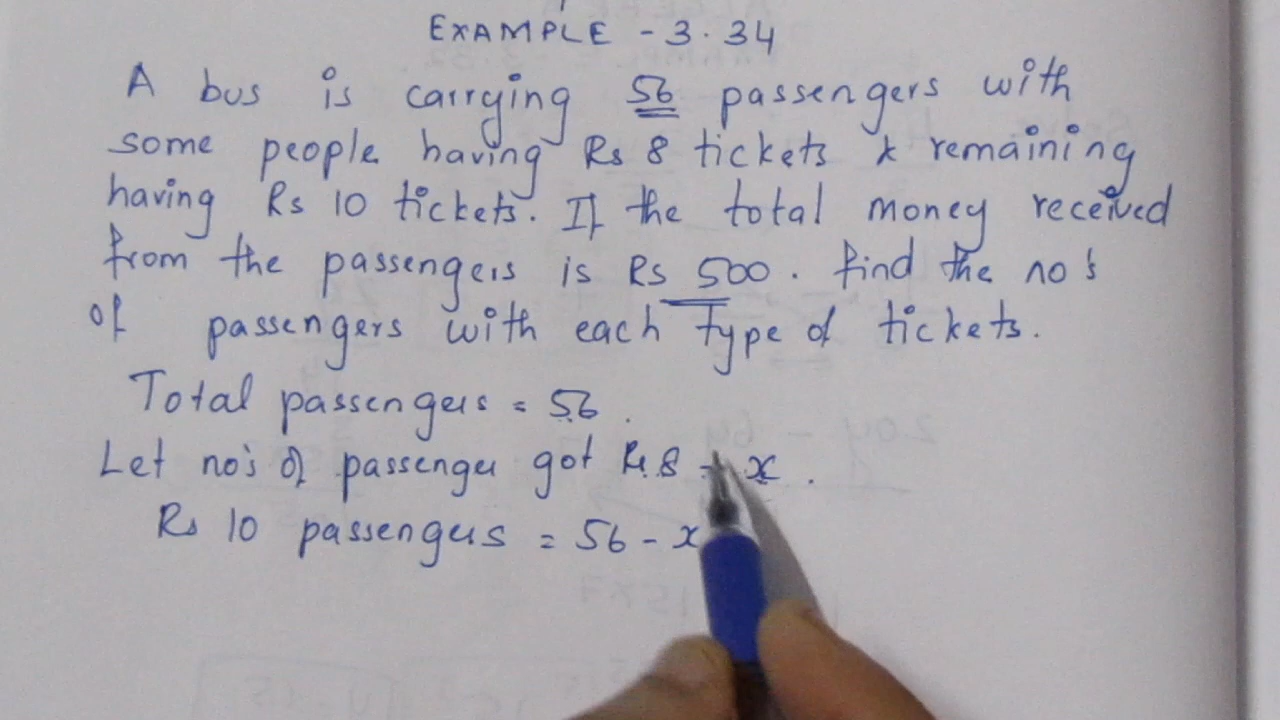 EXAMPLE - 3.34
A bus is carrying 56 passengers with
some people having Rs 8 tickets & remaining
having Rs 10 tickets. If the total money received
from the passengers is Rs 500. find the no's
of passengers with each type of tickets.
Total passengers = 56.
Let no's of passenger got Rs 8 - x.
Rs 10 passengers = 56 - x